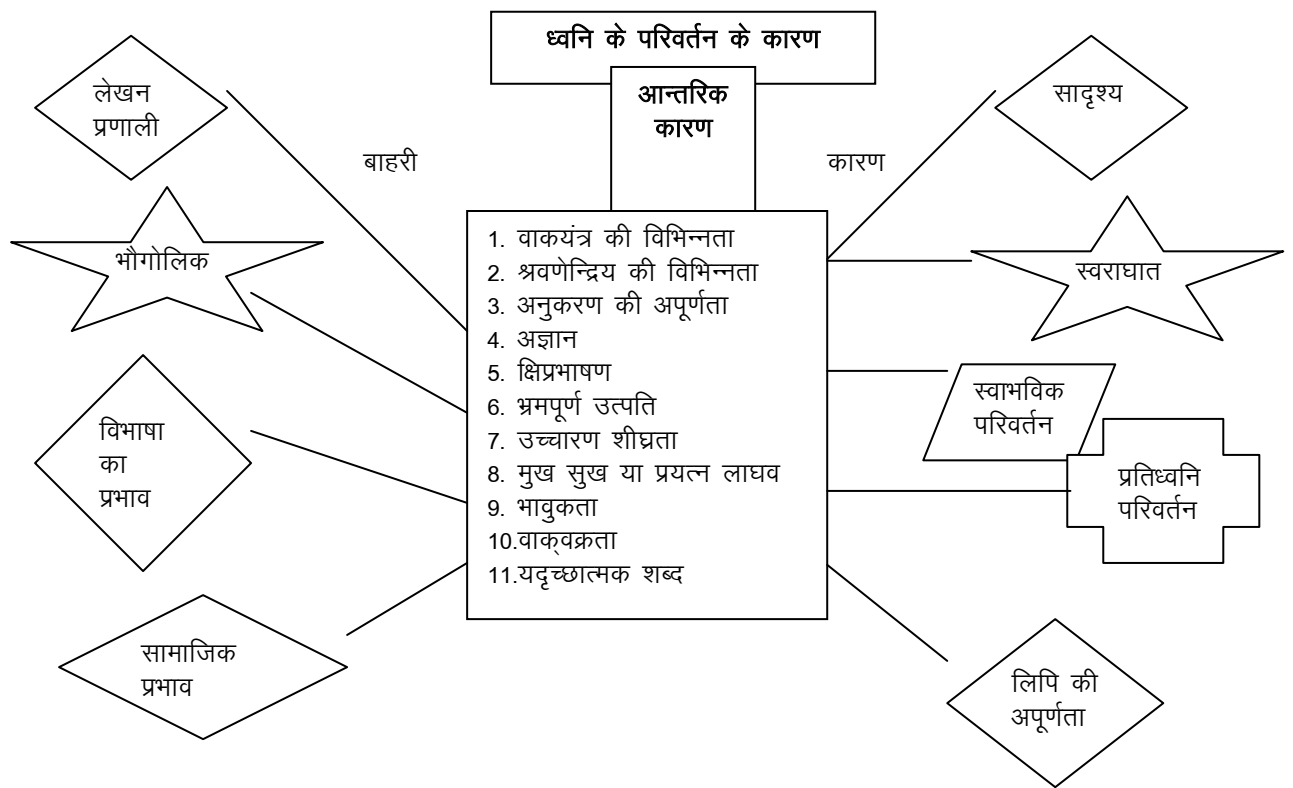 ध्वनि के परिवर्तन के कारण
आन्तरिक
कारण
लेखन
प्रणाली
सादृश्य
बाहरी
कारण
भौगोलिक
स्वराघात
1. वाकयंत्र की विभिन्नता
2. श्रवणेन्द्रिय की विभिन्नता
3. अनुकरण की अपूर्णता
4. अज्ञान
5. क्षिप्रभाषण
6. भ्रमपूर्ण उत्पति
7. उच्चारण शीघ्रता
8. मुख सुख या प्रयत्न लाघव
9. भावुकता
10.वाक्वक्रता
11.यदृच्छात्मक शब्द
विभाषा
का
प्रभाव
स्वाभविक
परिवर्तन
प्रतिध्वनि
परिवर्तन
सामाजिक
प्रभाव
लिपि की
अपूर्णता